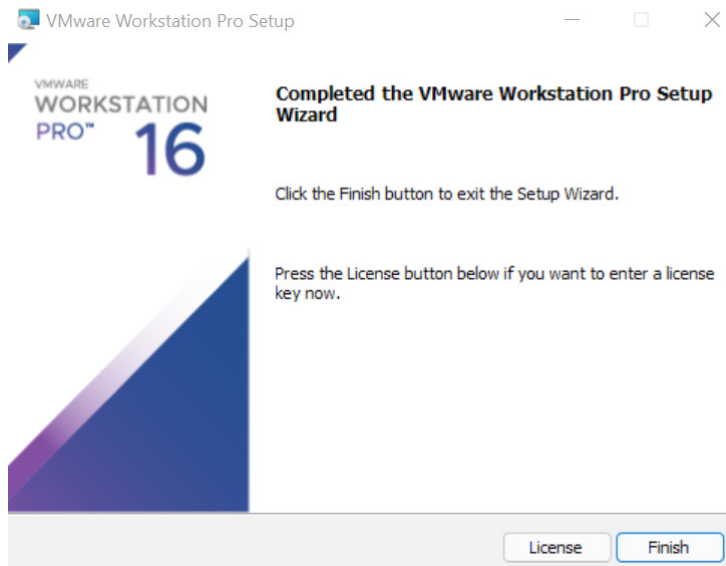 VMware Workstation Pro Setup
VMWARE
WORKSTATION
PRO™ 16
Completed the VMware Workstation Pro Setup
Wizard
Click the Finish button to exit the Setup Wizard.
Press the License button below if you want to enter a license
key now.
License Finish